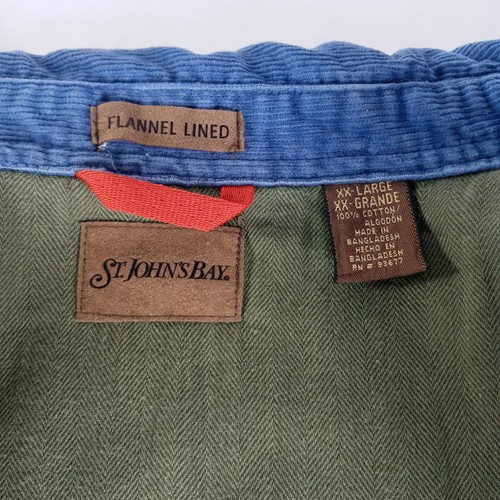 FLANNEL LINED
ST. JOHN'S BAY.
XX-LARGE
XX-GRANDE
100% COTTON/
ALGODÓN
MADE IN
BANGLADESH
HECHO EN
BANGLADESH
RN # 93677